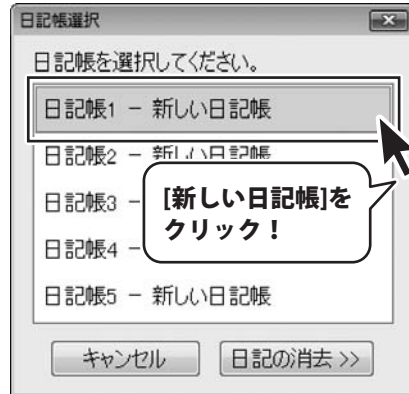 日記帳選択
日記帳を選択してください。
日記帳1 － 新しい日記帳
日記帳2 － 新しい日記帳
日記帳3 －
[新しい日記帳]を
クリック！
日記帳4 －
日記帳5 － 新しい日記帳
キャンセル
日記の消去 >>